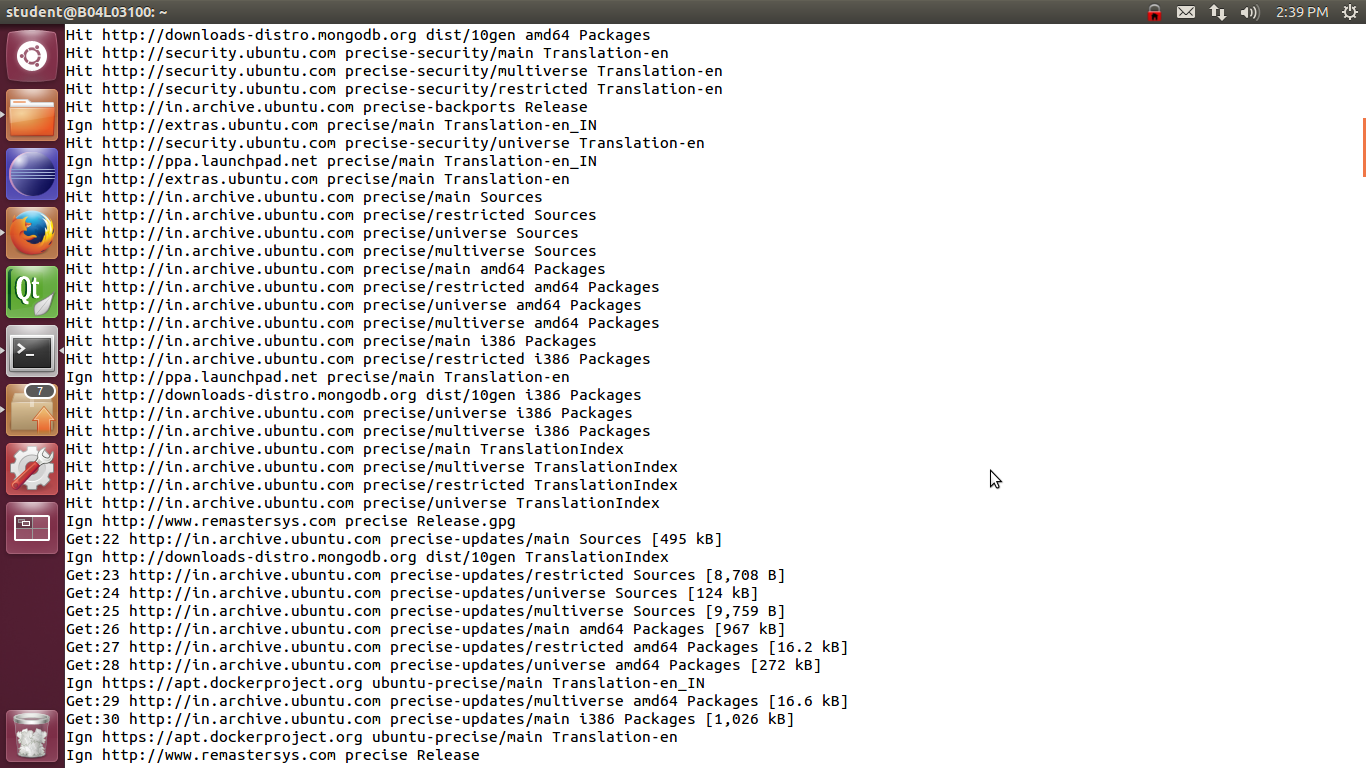 student@B04L03100: ~
2:39 PM
Hit http://downloads-distro.mongodb.org dist/10gen amd64 Packages
Hit http://security.ubuntu.com precise-security/main Translation-en
Hit http://security.ubuntu.com precise-security/multiverse Translation-en
Hit http://security.ubuntu.com precise-security/restricted Translation-en
Hit http://in.archive.ubuntu.com precise-backports Release
Ign http://extras.ubuntu.com precise/main Translation-en_IN
Hit http://security.ubuntu.com precise-security/universe Translation-en
Ign http://ppa.launchpad.net precise/main Translation-en_IN
Ign http://extras.ubuntu.com precise/main Translation-en
Hit http://in.archive.ubuntu.com precise/main Sources
Hit http://in.archive.ubuntu.com precise/restricted Sources
Hit http://in.archive.ubuntu.com precise/universe Sources
Hit http://in.archive.ubuntu.com precise/multiverse Sources
Hit http://in.archive.ubuntu.com precise/main amd64 Packages
Hit http://in.archive.ubuntu.com precise/restricted amd64 Packages
Hit http://in.archive.ubuntu.com precise/universe amd64 Packages
Hit http://in.archive.ubuntu.com precise/multiverse amd64 Packages
Hit http://in.archive.ubuntu.com precise/main i386 Packages
Hit http://in.archive.ubuntu.com precise/restricted i386 Packages
Ign http://ppa.launchpad.net precise/main Translation-en
Hit http://downloads-distro.mongodb.org dist/10gen i386 Packages
Hit http://in.archive.ubuntu.com precise/universe i386 Packages
Hit http://in.archive.ubuntu.com precise/multiverse i386 Packages
Hit http://in.archive.ubuntu.com precise/main TranslationIndex
Hit http://in.archive.ubuntu.com precise/multiverse TranslationIndex
Hit http://in.archive.ubuntu.com precise/restricted TranslationIndex
Hit http://in.archive.ubuntu.com precise/universe TranslationIndex
Ign http://www.remastersys.com precise Release.gpg
Get:22 http://in.archive.ubuntu.com precise-updates/main Sources [495 kB]
Ign http://downloads-distro.mongodb.org dist/10gen TranslationIndex
Get:23 http://in.archive.ubuntu.com precise-updates/restricted Sources [8,708 B]
Get:24 http://in.archive.ubuntu.com precise-updates/universe Sources [124 kB]
Get:25 http://in.archive.ubuntu.com precise-updates/multiverse Sources [9,759 B]
Get:26 http://in.archive.ubuntu.com precise-updates/main amd64 Packages [967 kB]
Get:27 http://in.archive.ubuntu.com precise-updates/restricted amd64 Packages [16.2 kB]
Get:28 http://in.archive.ubuntu.com precise-updates/universe amd64 Packages [272 kB]
Ign https://apt.dockerproject.org ubuntu-precise/main Translation-en_IN
Get:29 http://in.archive.ubuntu.com precise-updates/multiverse amd64 Packages [16.6 kB]
Get:30 http://in.archive.ubuntu.com precise-updates/main i386 Packages [1,026 kB]
Ign https://apt.dockerproject.org ubuntu-precise/main Translation-en
Ign http://www.remastersys.com precise Release
Qt
>_
7